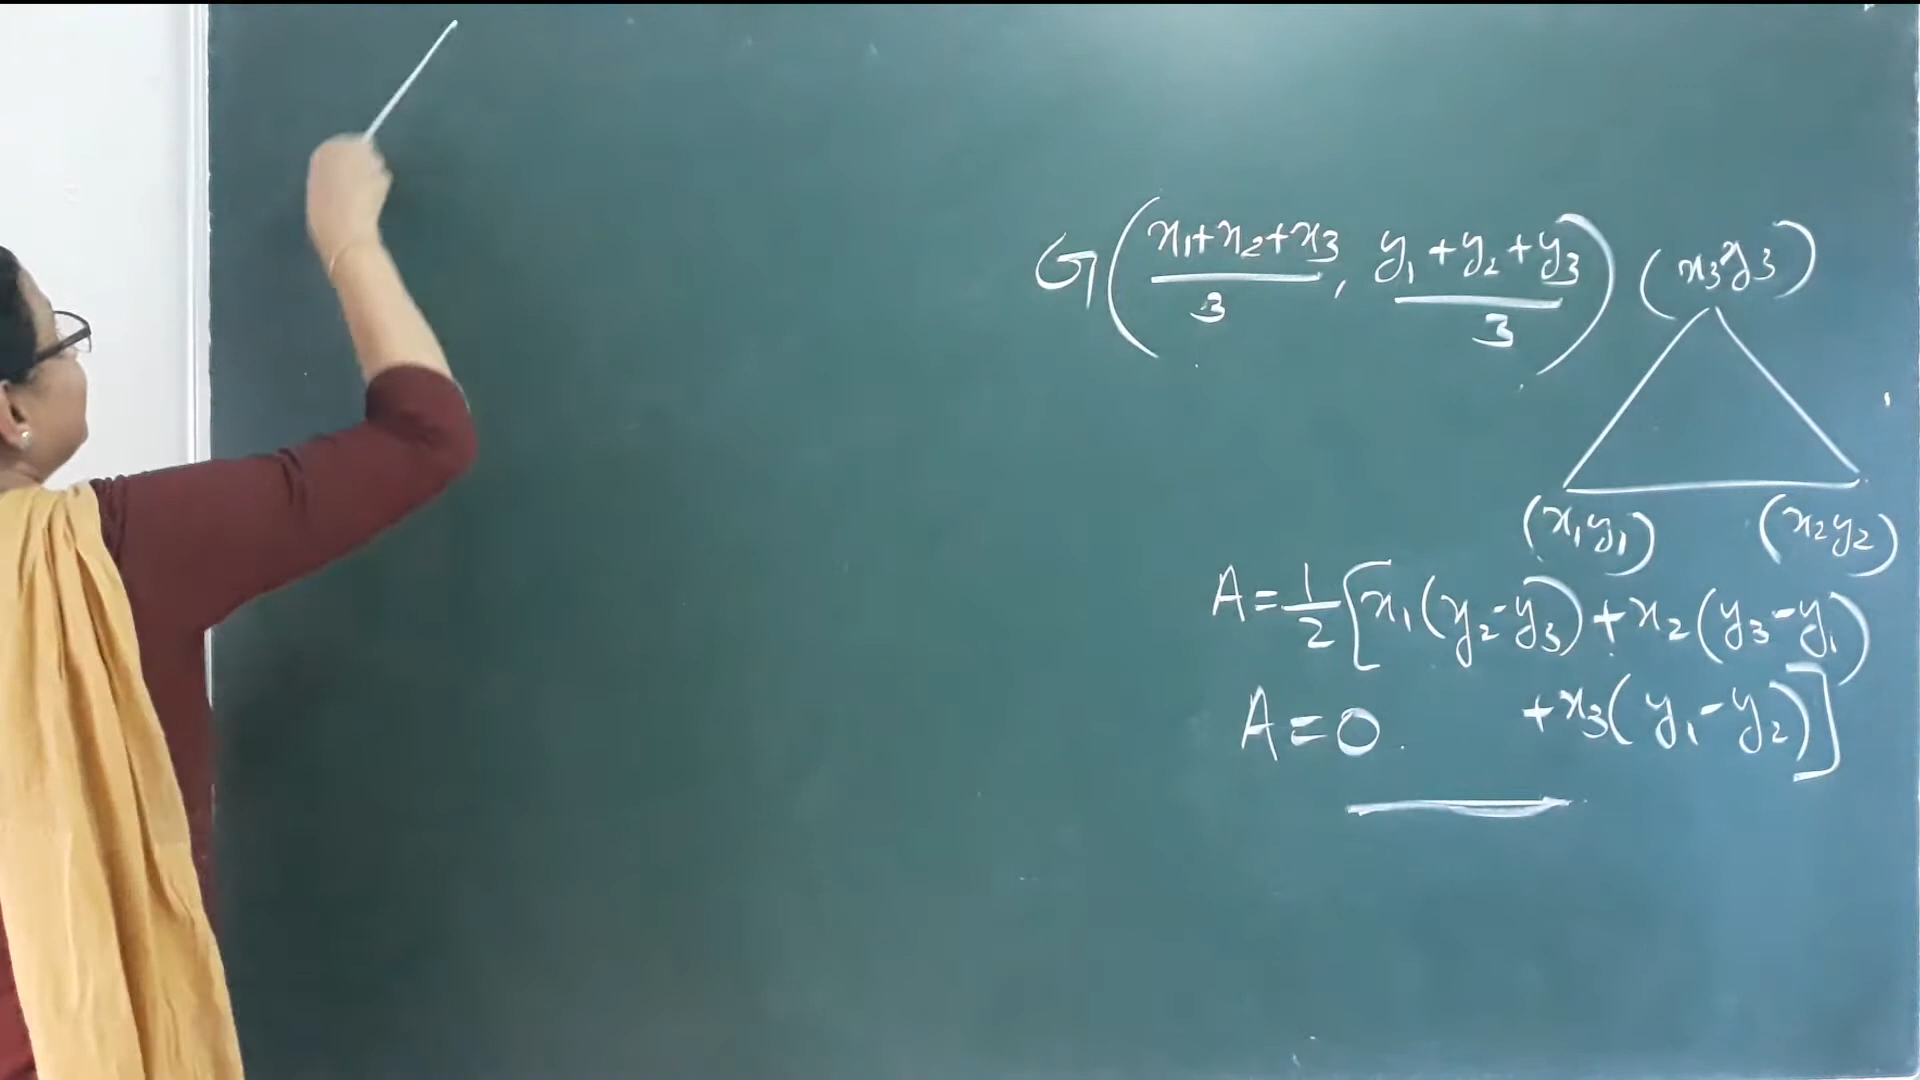 G(x₁+x₂+x₃/3, y₁+y₂+y₃/3)
(x₃y₃)
(x₁y₁) (x₂y₂)
A=1/2[x₁(y₂-y₃)+x₂(y₃-y₁)
+x₃(y₁-y₂)]
A=0